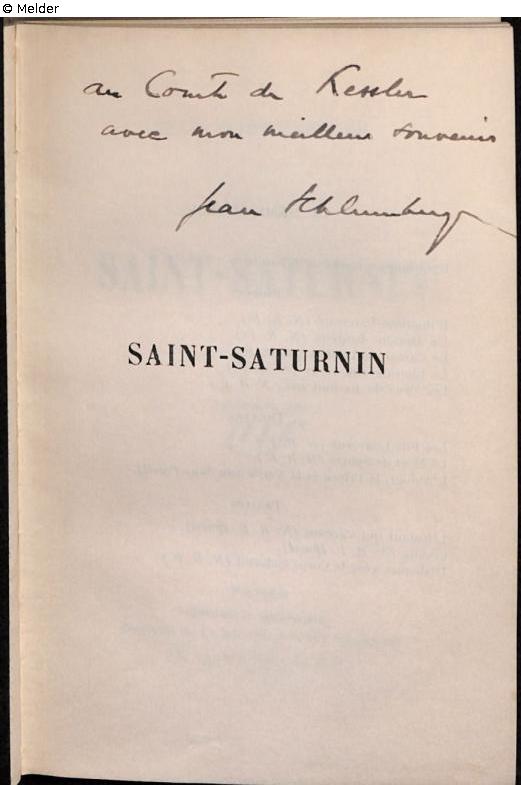 © Melder
au Comte de Kessler
avec mon meilleur souvenir
Jean Schlumberger
SAINT-SATURNIN